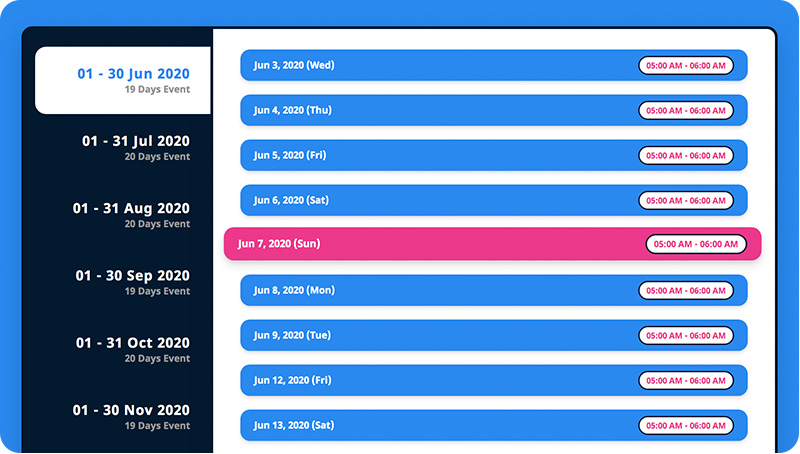 01 - 30 Jun 2020
19 Days Event
01 - 31 Jul 2020
20 Days Event
01 - 31 Aug 2020
20 Days Event
01 - 30 Sep 2020
19 Days Event
01 - 31 Oct 2020
20 Days Event
01 - 30 Nov 2020
19 Days Event
Jun 3, 2020 (Wed) 05:00 AM - 06:00 AM
Jun 4, 2020 (Thu) 05:00 AM - 06:00 AM
Jun 5, 2020 (Fri) 05:00 AM - 06:00 AM
Jun 6, 2020 (Sat) 05:00 AM - 06:00 AM
Jun 7, 2020 (Sun) 05:00 AM - 06:00 AM
Jun 8, 2020 (Mon) 05:00 AM - 06:00 AM
Jun 9, 2020 (Tue) 05:00 AM - 06:00 AM
Jun 12, 2020 (Fri) 05:00 AM - 06:00 AM
Jun 13, 2020 (Sat) 05:00 AM - 06:00 AM